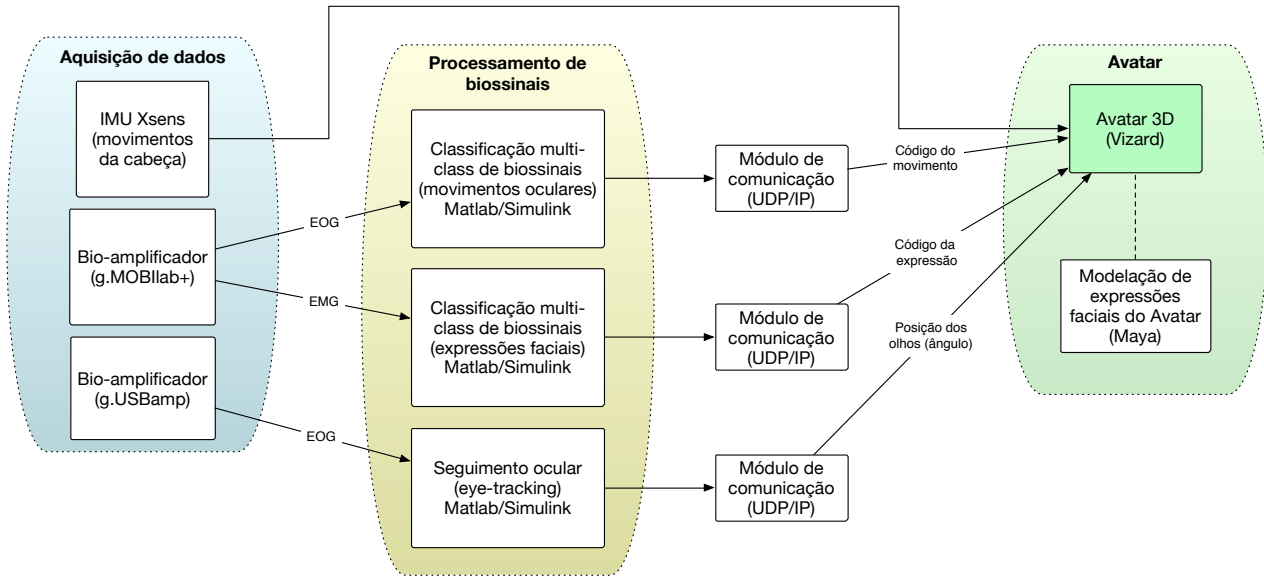 Aquisição de dados
IMU Xsens
(movimentos
da cabeça)
Bio-amplificador
(g.MOBIlab+)
Bio-amplificador
(g.USBamp)
EOG
EMG
EOG
Processamento de
biossinais
Classificação multi-
class de biossinais
(movimentos oculares)
Matlab/Simulink
Classificação multi-
class de biossinais
(expressões faciais)
Matlab/Simulink
Seguimento ocular
(eye-tracking)
Matlab/Simulink
Módulo de
comunicação
(UDP/IP)
Módulo de
comunicação
(UDP/IP)
Módulo de
comunicação
(UDP/IP)
Código do
movimento
Código da
expressão
Posição dos
olhos (ângulo)
Avatar
Avatar 3D
(Vizard)
Modelação de
expressões
faciais do Avatar
(Maya)